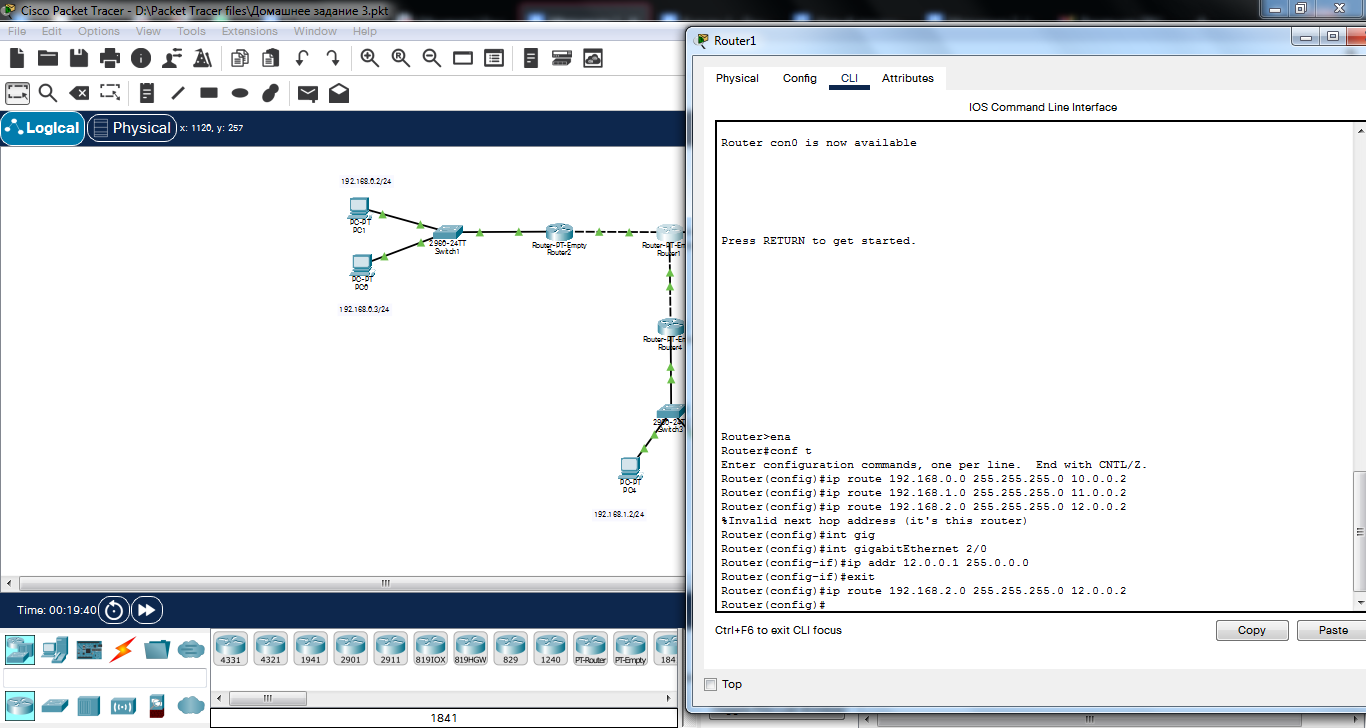 Cisco Packet Tracer - D:\Packet Tracer files\Домашнее задание 3.pkt
File Edit Options View Tools Extensions Window Help
Logical Physical x: 1120, y: 257
192.168.0.2/24
PC-PT
PC1
2960-24TT
Switch1
Router-PT-Empty
Router2
Router-PT-Em
Router1
PC-PT
192.168.0.3/24
Router-PT-Em
Router4
2960-24T
Switch3
PC-PT
PC4
192.168.1.2/24
Time: 00:19:40
4331 4321 1941 2901 2911 819IOX 819HGW 829 1240 PT-Router PT-Empty 184
1841
Router1
Physical Config CLI Attributes
IOS Command Line Interface
Router con0 is now available
Press RETURN to get started.
Router>ena
Router#conf t
Enter configuration commands, one per line. End with CNTL/Z.
Router(config)#ip route 192.168.0.0 255.255.255.0 10.0.0.2
Router(config)#ip route 192.168.1.0 255.255.255.0 11.0.0.2
Router(config)#ip route 192.168.2.0 255.255.255.0 12.0.0.2
%Invalid next hop address (it's this router)
Router(config)#int gig
Router(config)#int gigabitEthernet 2/0
Router(config-if)#ip addr 12.0.0.1 255.0.0.0
Router(config-if)#exit
Router(config)#ip route 192.168.2.0 255.255.255.0 12.0.0.2
Router(config)#
Ctrl+F6 to exit CLI focus
Copy Paste
Top